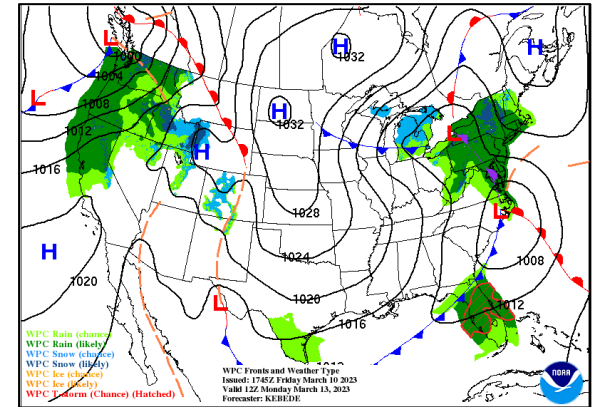 L
H
H
1032
1000
1004
L
1008
H
1032
1012
L
H
1016
1028
L
H
1024
1008
1020
1020
L
1012
1016
WPC Rain (chance)
WPC Rain (likely)
WPC Snow (chance)
WPC Snow (likely)
WPC Ice (chance)
WPC Ice (likely)
WPC T-storm (Chance) (Hatched)
WPC Fronts and Weather Type
Issued: 1745Z Friday March 10 2023
Valid 12Z Monday March 13, 2023
Forecaster: KEBEDE
NOAA